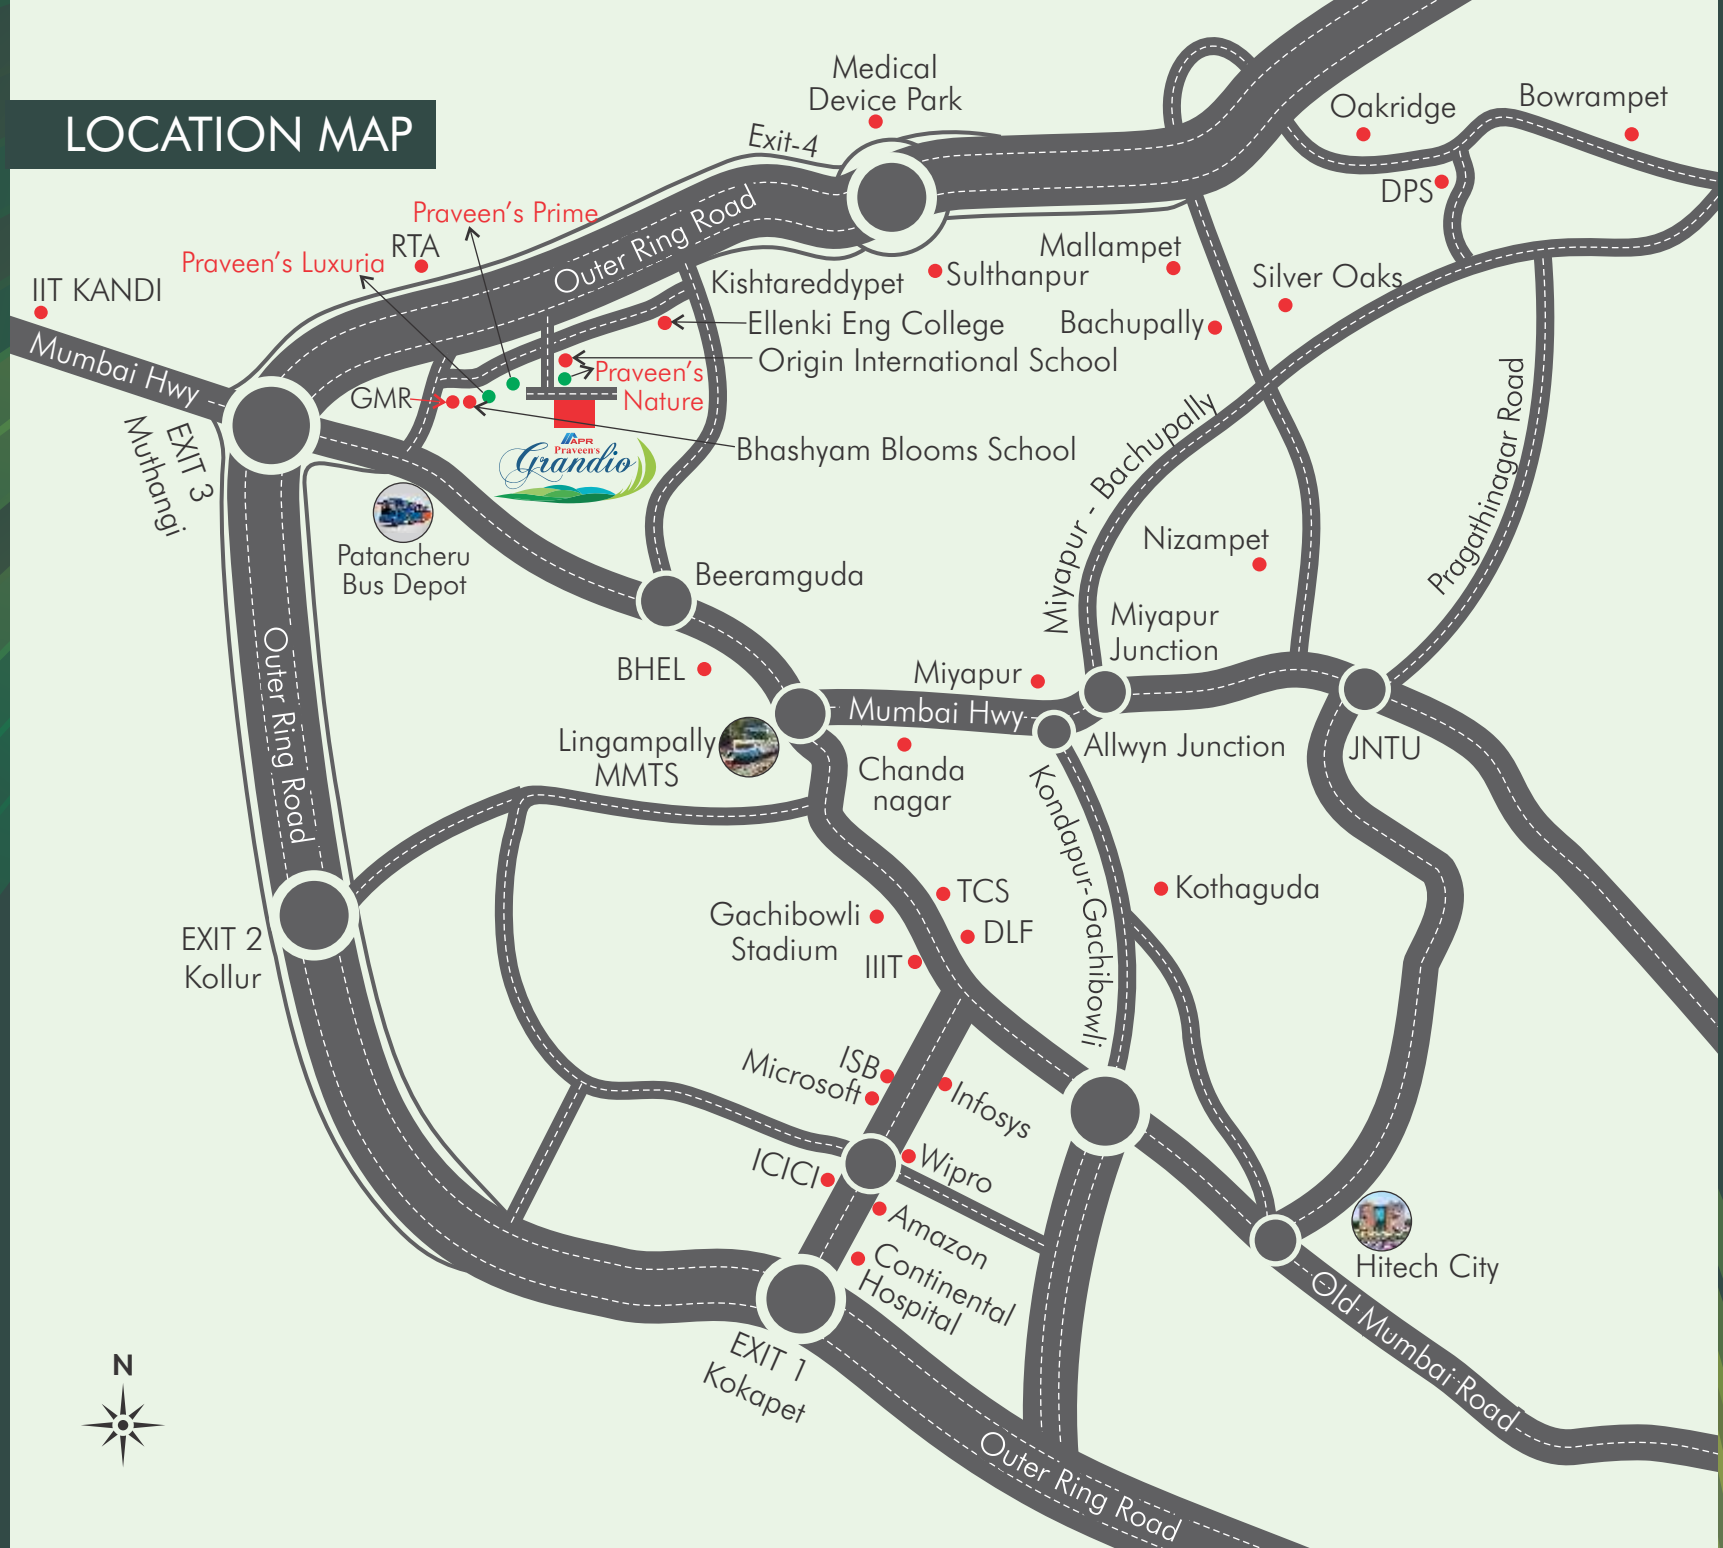 LOCATION MAP
Medical
Device Park
Exit-4
Oakridge
Bowrampet
DPS
Praveen's Prime
RTA
Praveen's Luxuria
IIT KANDI
Mumbai Hwy
Outer Ring Road
Kishtareddypet
Sulthanpur
Mallampet
Silver Oaks
Ellenki Eng College
Bachupally
Origin International School
Praveen's
Nature
GMR
Bhashyam Blooms School
APR
Praveen's
Grandio
EXIT 3
Muthangi
Patancheru
Bus Depot
Miyapur - Bachupally
Pragathinagar Road
Nizampet
Beeramguda
Miyapur
Junction
BHEL
Miyapur
Mumbai Hwy
Allwyn Junction
JNTU
Lingampally
MMTS
Chanda
nagar
Outer Ring Road
Kondapur-Gachibowli
Kothaguda
TCS
Gachibowli
Stadium
DLF
IIIT
EXIT 2
Kollur
ISB
Microsoft
Infosys
ICICI
Wipro
Amazon
Continental
Hospital
Hitech City
Old Mumbai Road
EXIT 1
Kokapet
N
Outer Ring Road